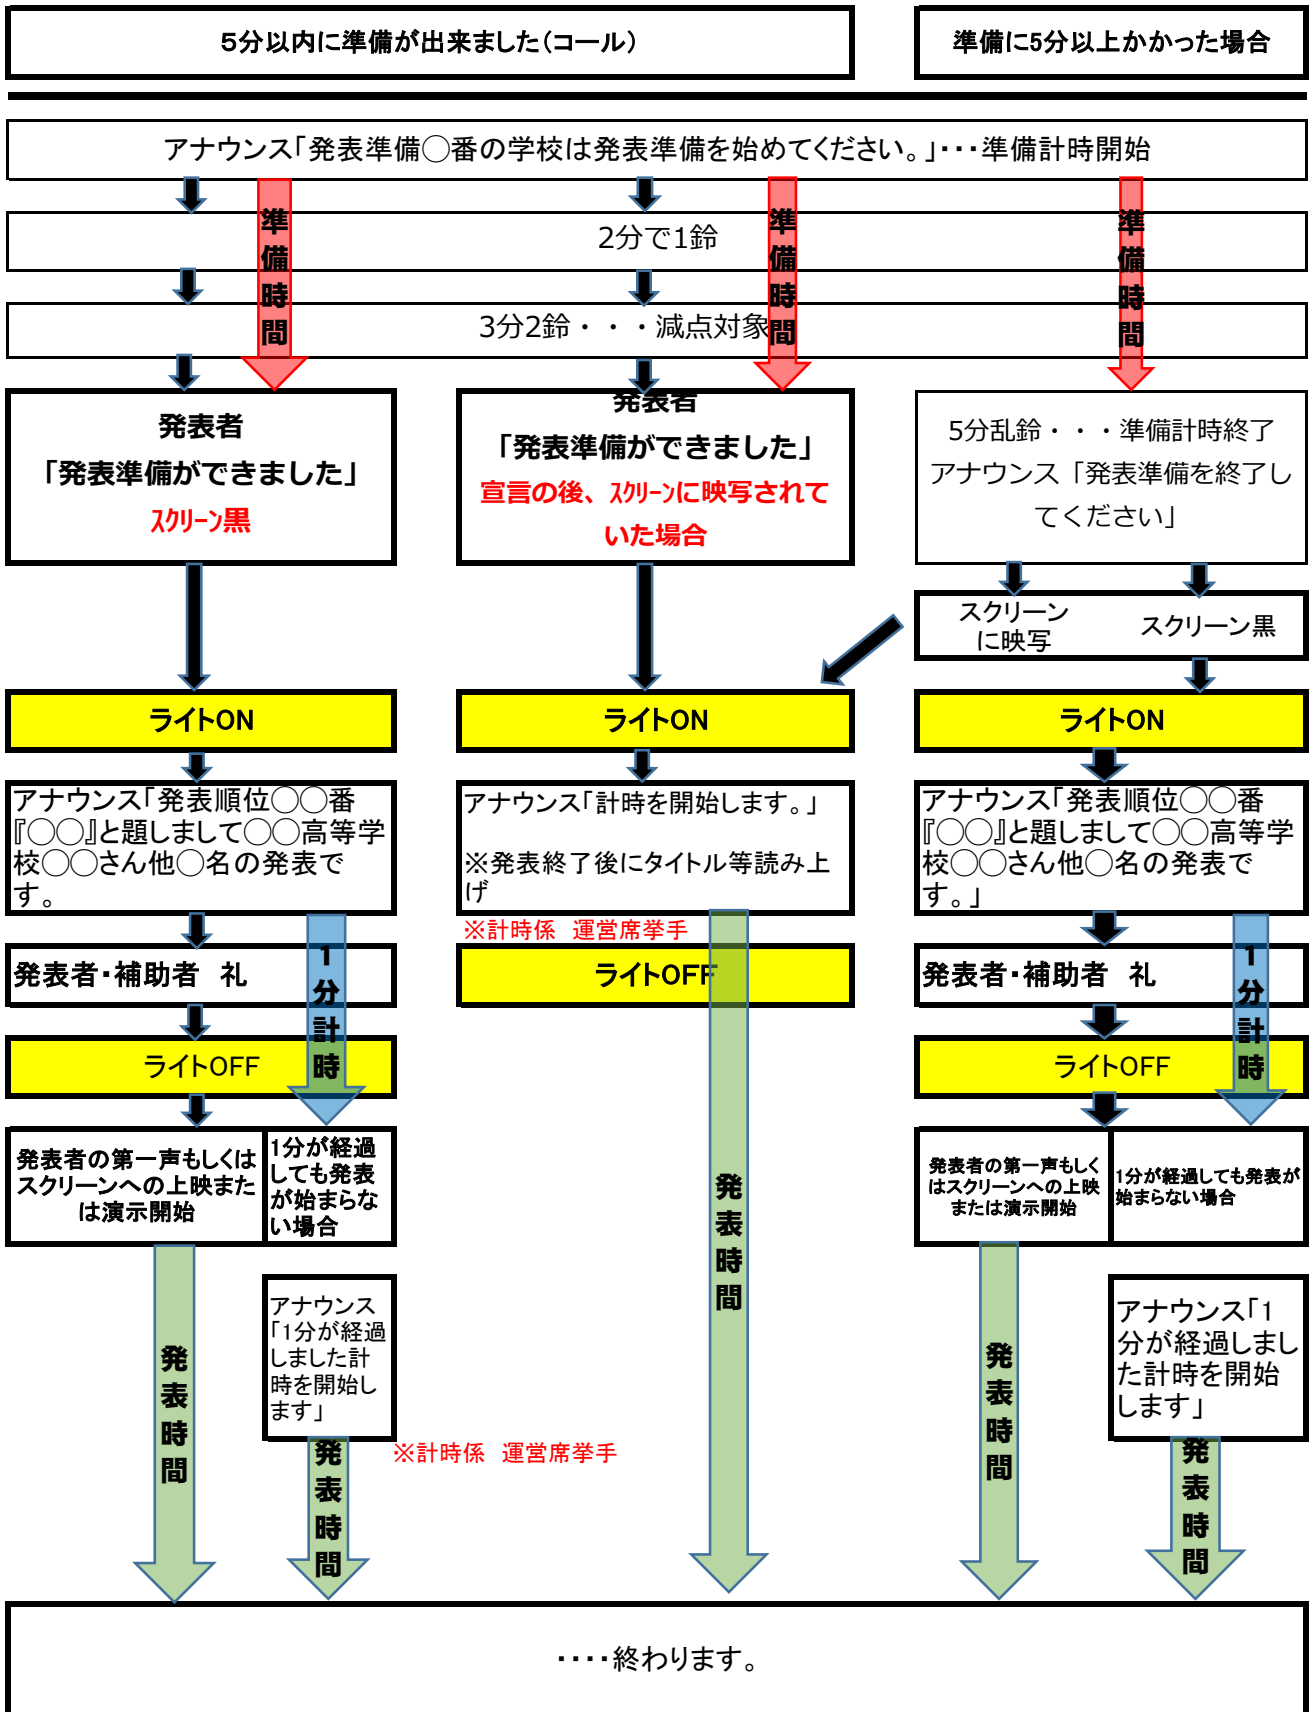 5分以内に準備が出来ました(コール)
準備に5分以上かかった場合
アナウンス「発表準備○番の学校は発表準備を始めてください。」・・・準備計時開始
準備時間
準備時間
準備時間
2分で1鈴
3分2鈴・・・減点対象
発表者
「発表準備ができました」
スクリーン黒
発表者
「発表準備ができました」
宣言の後、スクリーンに映写されて
いた場合
5分乱鈴・・・準備計時終了
アナウンス「発表準備を終了し
てください」
スクリーン
に映写
スクリーン黒
ライトON
ライトON
ライトON
アナウンス「発表順位○○番
『○○』と題しまして○○高等学
校○○さん他○名の発表で
す。
アナウンス「計時を開始します。」
※発表終了後にタイトル等読み上
げ
アナウンス「発表順位○○番
『○○』と題しまして○○高等学
校○○さん他○名の発表で
す。」
※計時係　運営席挙手
発表者・補助者　礼
1分計時
ライトOFF
発表者・補助者　礼
1分計時
ライトOFF
ライトOFF
発表者の第一声もしくは
スクリーンへの上映また
は演示開始
1分が経過
しても発表
が始まらな
い場合
発表時間
発表者の第一声もしく
はスクリーンへの上映
または演示開始
1分が経過しても発表が
始まらない場合
発表時間
アナウンス
「1分が経過
しました計
時を開始し
ます」
発表時間
アナウンス「1
分が経過しまし
た計時を開始
します」
発表時間
※計時係　運営席挙手
発表時間
・・・・終わります。